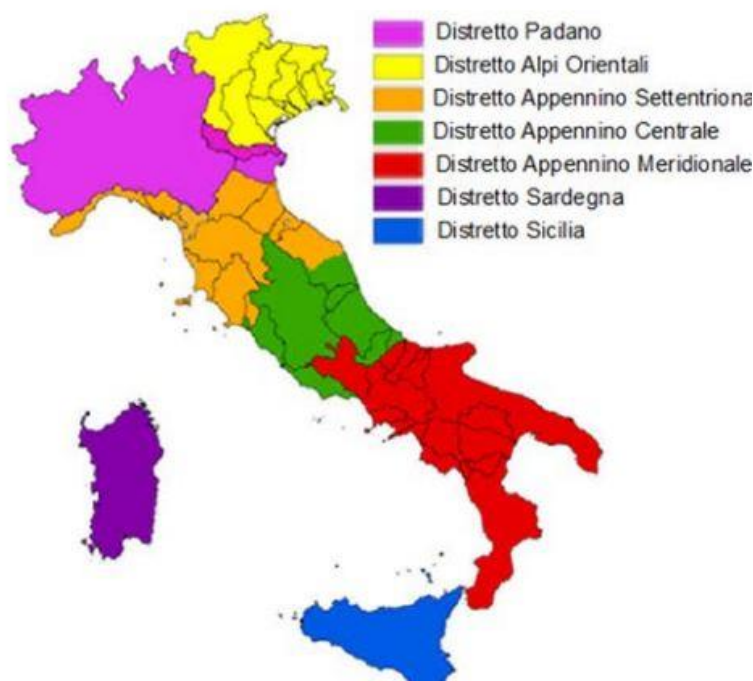 Distretto Padano
Distretto Alpi Orientali
Distretto Appennino Settentriona
Distretto Appennino Centrale
Distretto Appennino Meridionale
Distretto Sardegna
Distretto Sicilia